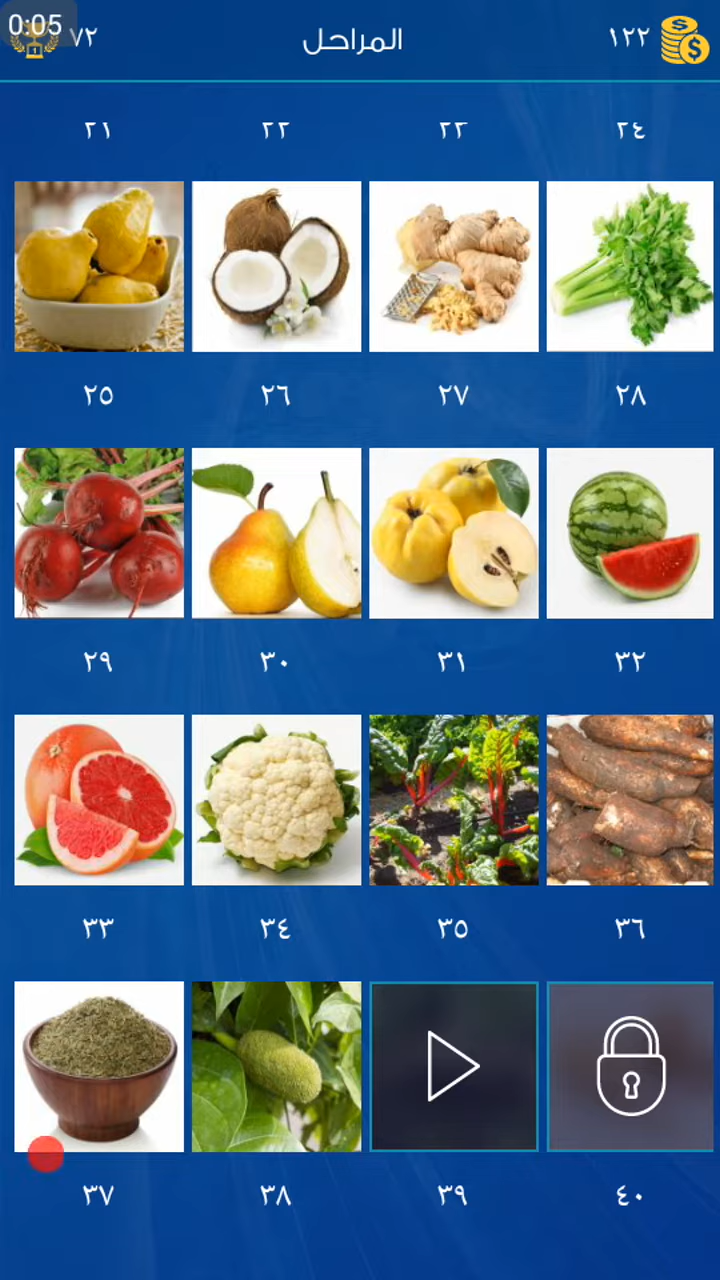 0:05
١٢٢ المراحل ٧٢
٢١ ٢٢ ٢٣ ٢٤
٢٥ ٢٦ ٢٧ ٢٨
٢٩ ٣٠ ٣١ ٣٢
٣٣ ٣٤ ٣٥ ٣٦
٣٧ ٣٨ ٣٩ ٤٠